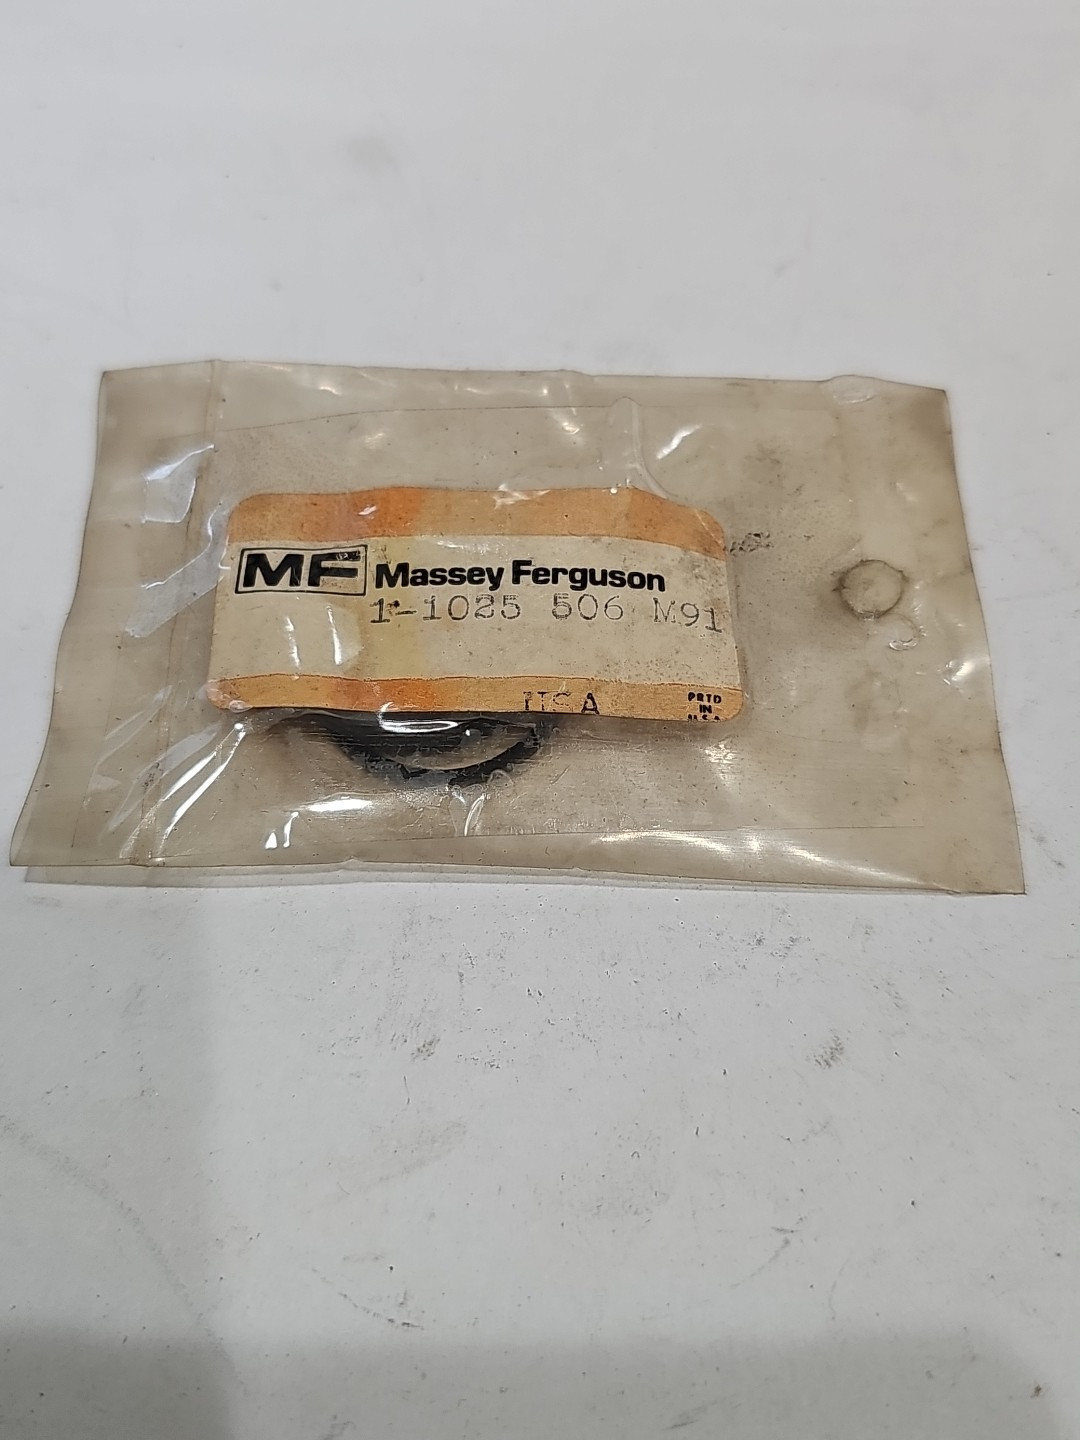 MF Massey Ferguson
1-1025 506 M91
USA
PRTD
IN
U.S.A